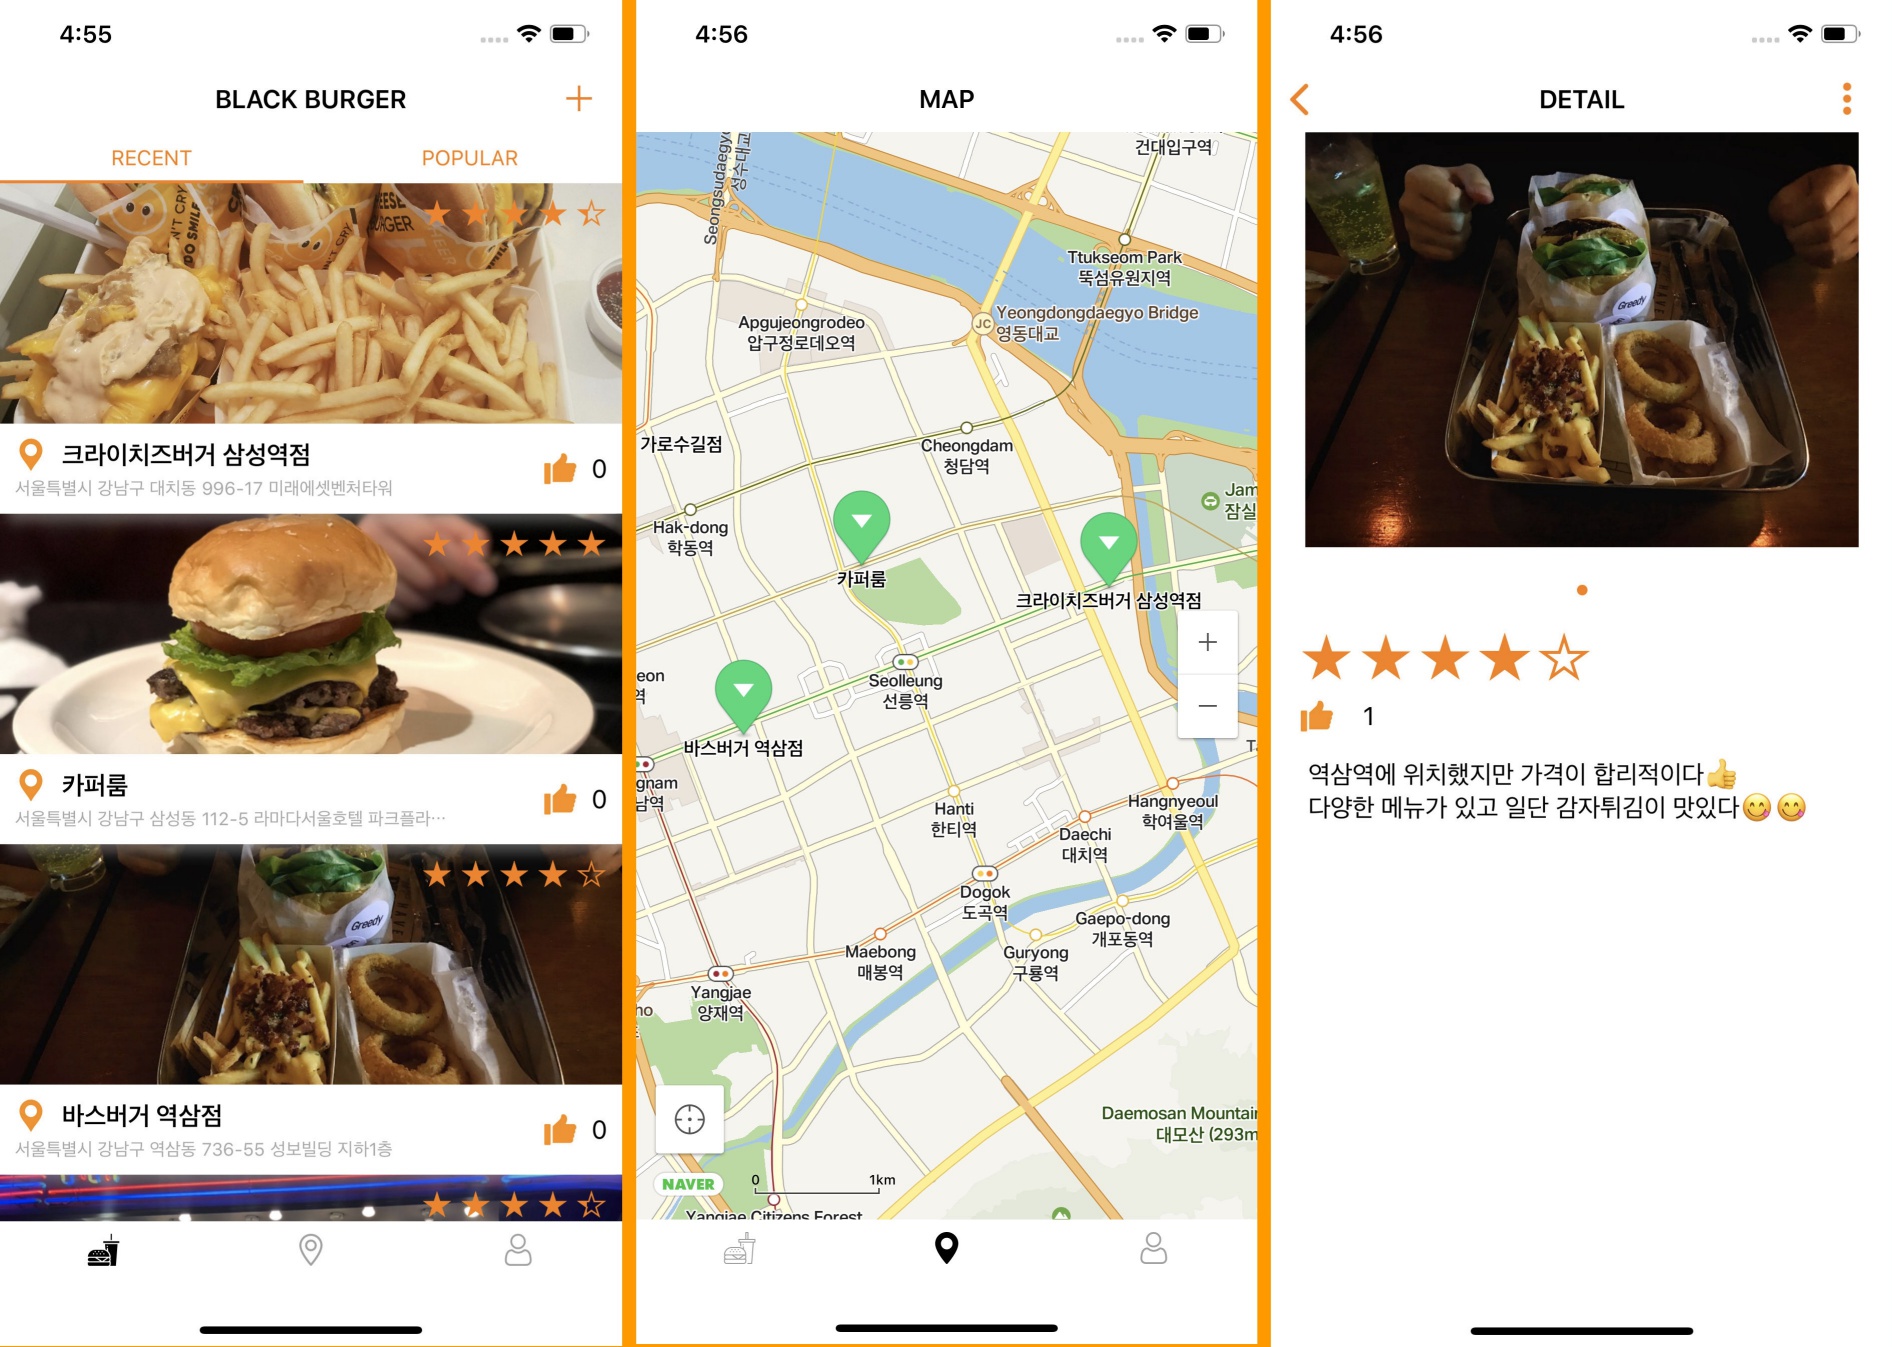 4:55
BLACK BURGER
RECENT
POPULAR
N'T CRY
DO SMILE
N'T CRY
크라이치즈버거 삼성역점
0
서울특별시 강남구 대치동 996-17 미래에셋벤처타워
카퍼룸
0
서울특별시 강남구 삼성동 112-5 라마다서울호텔 파크플라…
Greedy
바스버거 역삼점
0
서울특별시 강남구 역삼동 736-55 성보빌딩 지하1층
4:56
MAP
건대입구역
Seongsudaegyo
성수대교
Ttukseom Park
뚝섬유원지역
Yeongdongdaegyo Bridge
JC
영동대교
Apgujeongrodeo
압구정로데오역
가로수길점
Cheongdam
청담역
Jam
잠실
Hak-dong
학동역
카퍼룸
크라이치즈버거 삼성역점
+
eon
역
Seolleung
선릉역
−
바스버거 역삼점
gnam
남역
Hanti
한티역
Hangnyeoul
학여울역
Daechi
대치역
Dogok
도곡역
Gaepo-dong
개포동역
Maebong
매봉역
Guryong
구룡역
Yangjae
양재역
ho
Daemosan Mountain
대모산 (293m
NAVER
0
1km
Yangjae Citizens Forest
4:56
DETAIL
Greedy
1
역삼역에 위치했지만 가격이 합리적이다👍
다양한 메뉴가 있고 일단 감자튀김이 맛있다😋😋